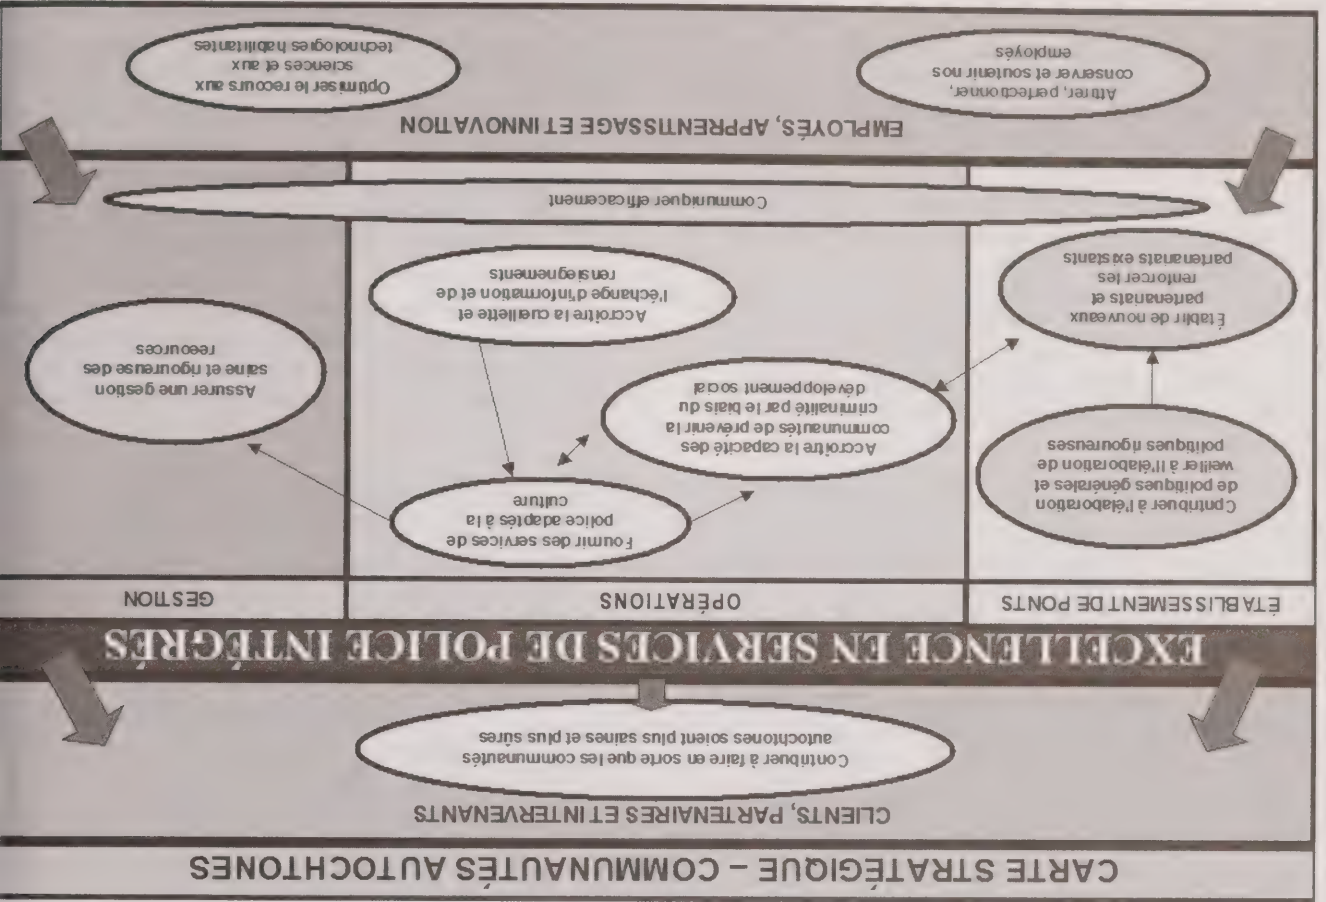 CARTE STRATÉGIQUE – COMMUNAUTÉS AUTOCHTONES
CLIENTS, PARTENAIRES ET INTERVENANTS
Contribuer à faire en sorte que les communautés
autochtones soient plus saines et plus sûres
EXCELLENCE EN SERVICES DE POLICE INTÉGRÉS
ÉTABLISSEMENT DE PONTS
OPÉRATIONS
GESTION
Contribuer à l'élaboration
de politiques générales et
veiller à l'élaboration de
politiques rigoureuses
Établir de nouveaux
partenariats et
renforcer les
partenariats existants
Fournir des services de
police adaptés à la
culture
Accroître la capacité des
communautés de prévenir la
criminalité par le biais du
développement social
Accroître la cueillette et
l'échange d'information et de
renseignements
Assurer une gestion
saine et rigoureuse des
ressources
Communiquer efficacement
EMPLOYÉS, APPRENTISSAGE ET INNOVATION
Attirer, perfectionner,
conserver et soutenir nos
employés
Optimiser le recours aux
sciences et aux
technologies habilitantes